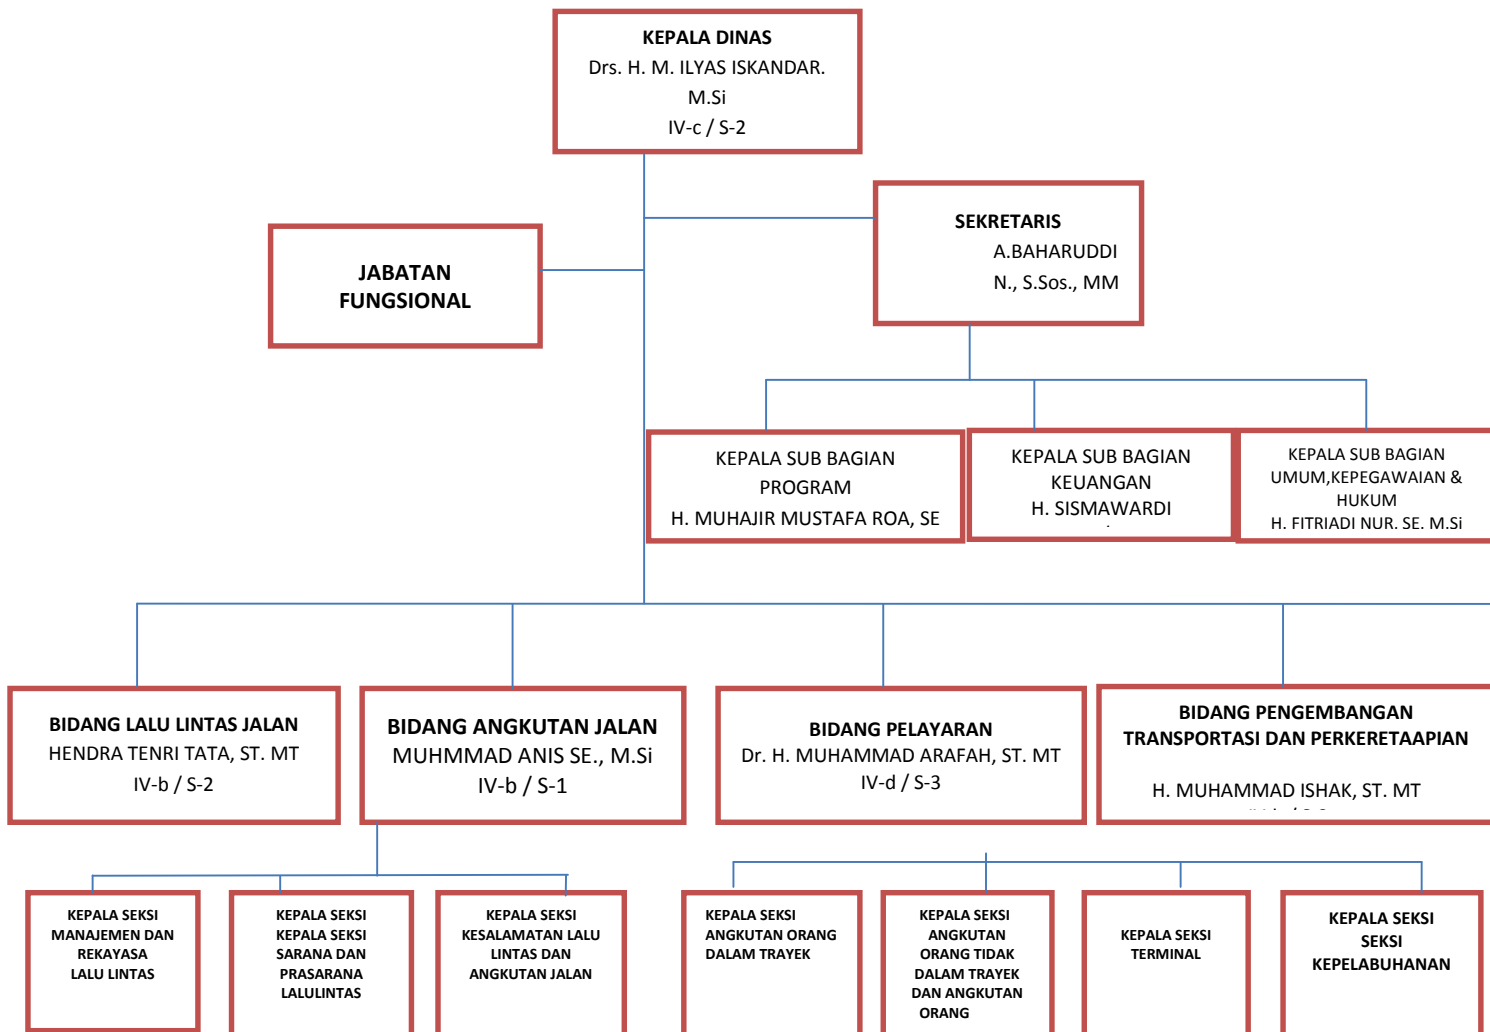 KEPALA DINAS
Drs. H. M. ILYAS ISKANDAR.
M.Si
IV-c / S-2
SEKRETARIS
A.BAHARUDDI
N., S.Sos., MM
JABATAN
FUNGSIONAL
KEPALA SUB BAGIAN
PROGRAM
H. MUHAJIR MUSTAFA ROA, SE
KEPALA SUB BAGIAN
KEUANGAN
H. SISMAWARDI
KEPALA SUB BAGIAN
UMUM,KEPEGAWAIAN &
HUKUM
H. FITRIADI NUR. SE. M.Si
BIDANG LALU LINTAS JALAN
HENDRA TENRI TATA, ST. MT
IV-b / S-2
BIDANG ANGKUTAN JALAN
MUHMMAD ANIS SE., M.Si
IV-b / S-1
BIDANG PELAYARAN
Dr. H. MUHAMMAD ARAFAH, ST. MT
IV-d / S-3
BIDANG PENGEMBANGAN
TRANSPORTASI DAN PERKERETAAPIAN
H. MUHAMMAD ISHAK, ST. MT
KEPALA SEKSI
MANAJEMEN DAN
REKAYASA
LALU LINTAS
KEPALA SEKSI
KEPALA SEKSI
SARANA DAN
PRASARANA
LALULINTAS
KEPALA SEKSI
KESALAMATAN LALU
LINTAS DAN
ANGKUTAN JALAN
KEPALA SEKSI
ANGKUTAN ORANG
DALAM TRAYEK
KEPALA SEKSI
ANGKUTAN
ORANG TIDAK
DALAM TRAYEK
DAN ANGKUTAN
ORANG
KEPALA SEKSI
TERMINAL
KEPALA SEKSI
SEKSI
KEPELABUHANAN